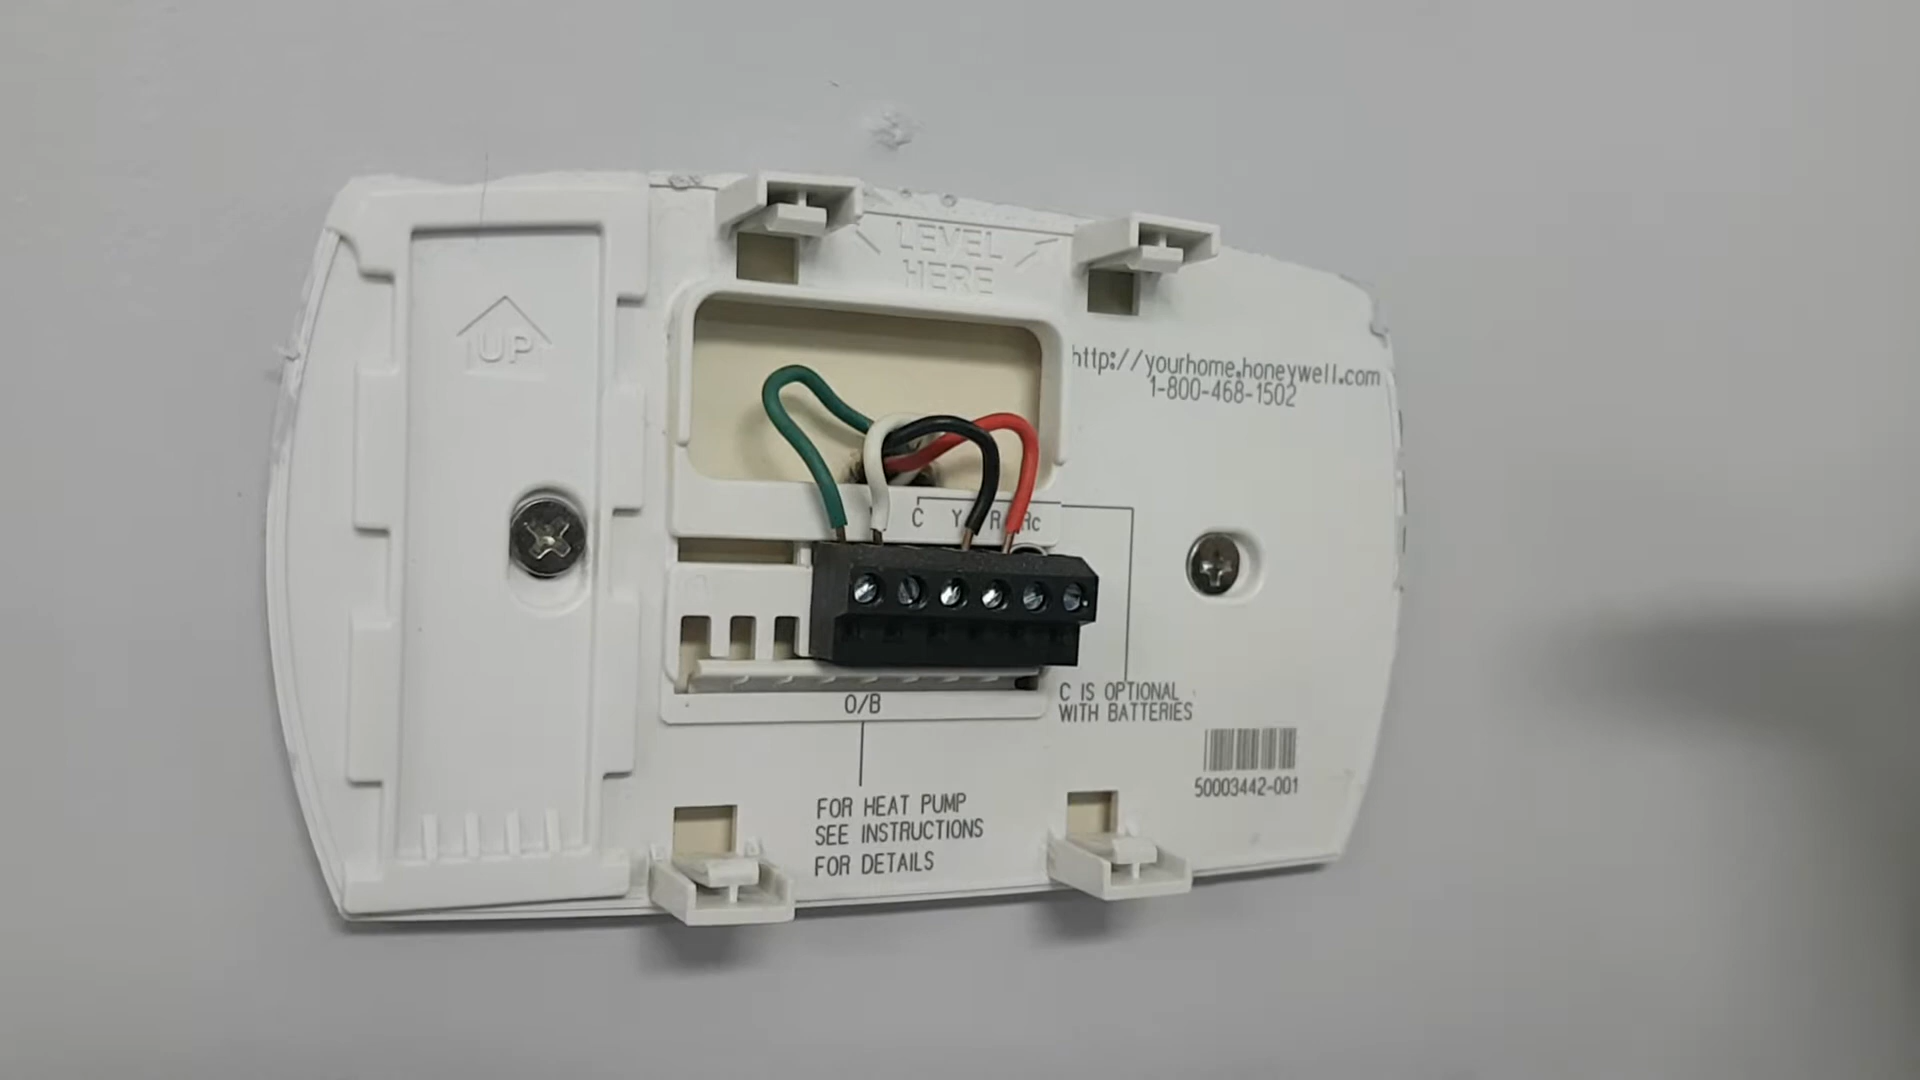 LEVEL
HERE
UP
http://yourhome.honeywell.com
1-800-468-1502
C Y R Rc
O/B
C IS OPTIONAL
WITH BATTERIES
50003442-001
FOR HEAT PUMP
SEE INSTRUCTIONS
FOR DETAILS